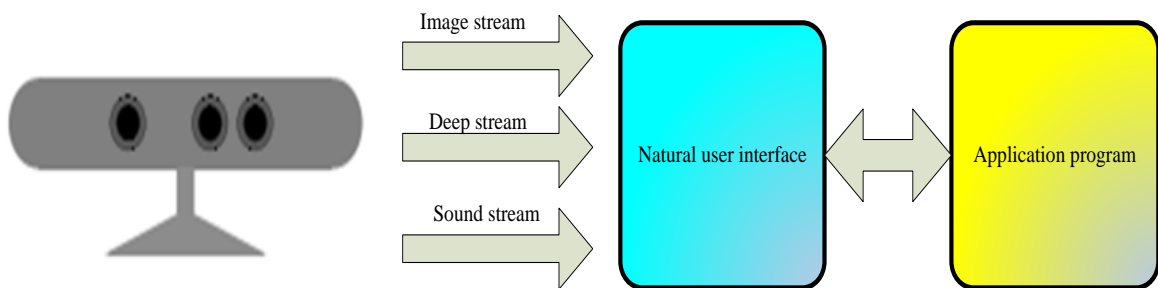 Image stream
Deep stream
Sound stream
Natural user interface
Application program